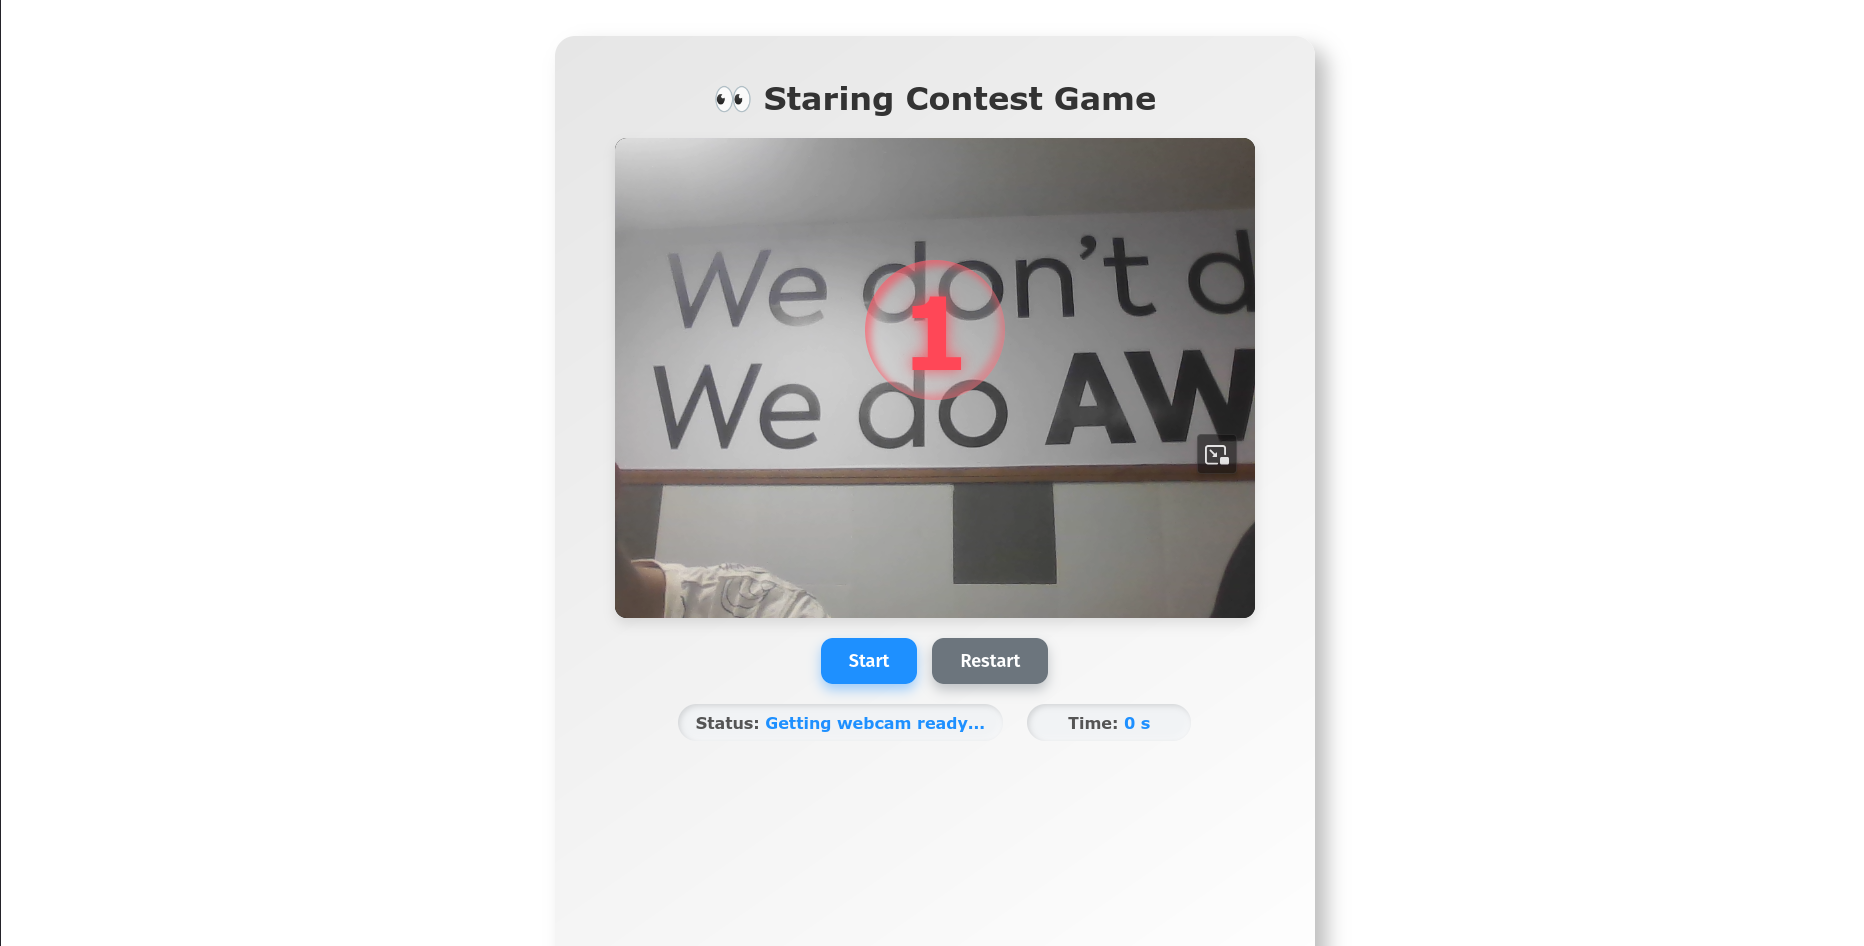 👀 Staring Contest Game
We don't d
1
We do AW
Start Restart
Status: Getting webcam ready... Time: 0 s